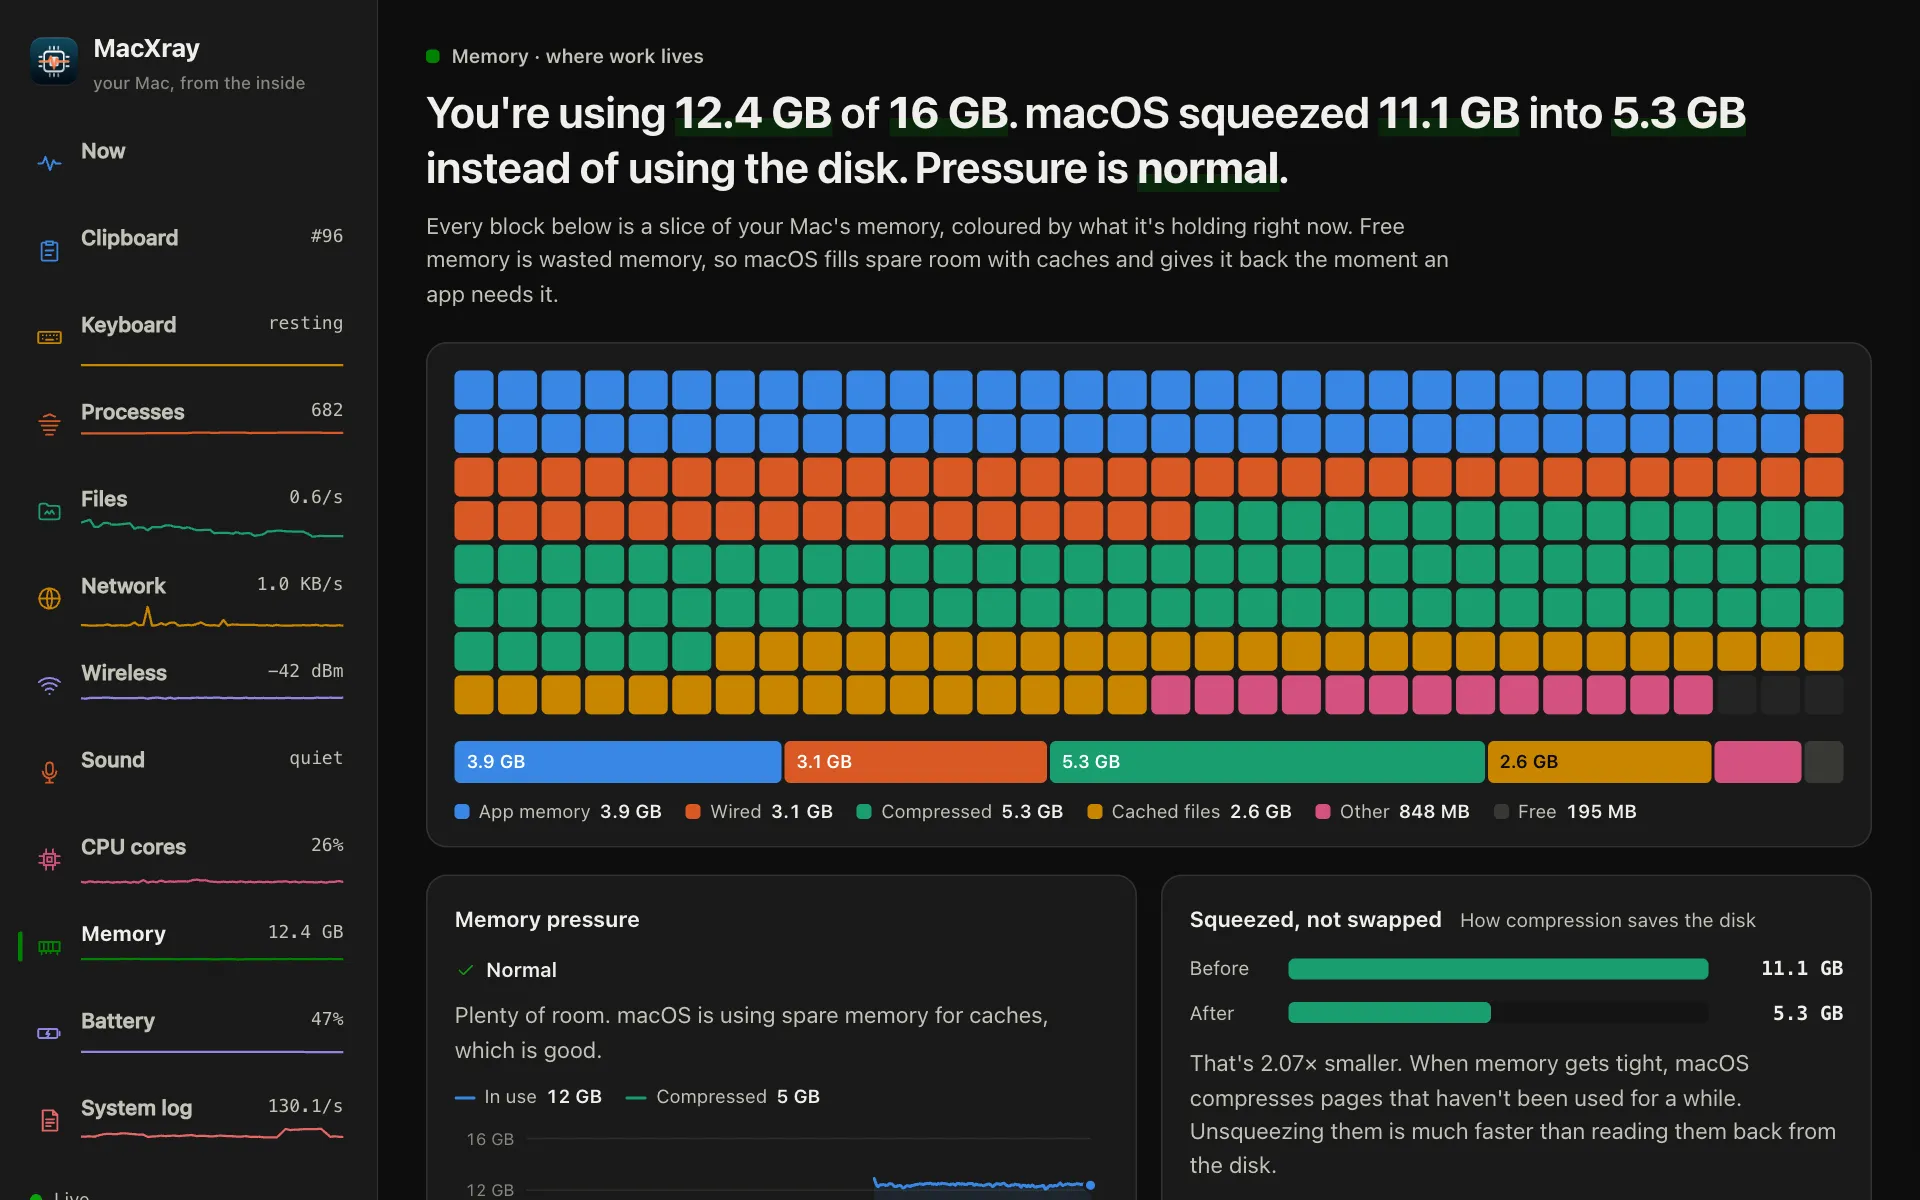 MacXray
your Mac, from the inside
Now
Clipboard #96
Keyboard resting
Processes 682
Files 0.6/s
Network 1.0 KB/s
Wireless −42 dBm
Sound quiet
CPU cores 26%
Memory 12.4 GB
Battery 47%
System log 130.1/s
Live
Memory · where work lives
You're using 12.4 GB of 16 GB. macOS squeezed 11.1 GB into 5.3 GB
instead of using the disk. Pressure is normal.
Every block below is a slice of your Mac's memory, coloured by what it's holding right now. Free
memory is wasted memory, so macOS fills spare room with caches and gives it back the moment an
app needs it.
3.9 GB 3.1 GB 5.3 GB 2.6 GB
App memory 3.9 GB Wired 3.1 GB Compressed 5.3 GB Cached files 2.6 GB Other 848 MB Free 195 MB
Memory pressure
Normal
Plenty of room. macOS is using spare memory for caches,
which is good.
In use 12 GB Compressed 5 GB
16 GB
12 GB
Squeezed, not swapped How compression saves the disk
Before 11.1 GB
After 5.3 GB
That's 2.07× smaller. When memory gets tight, macOS
compresses pages that haven't been used for a while.
Unsqueezing them is much faster than reading them back from
the disk.